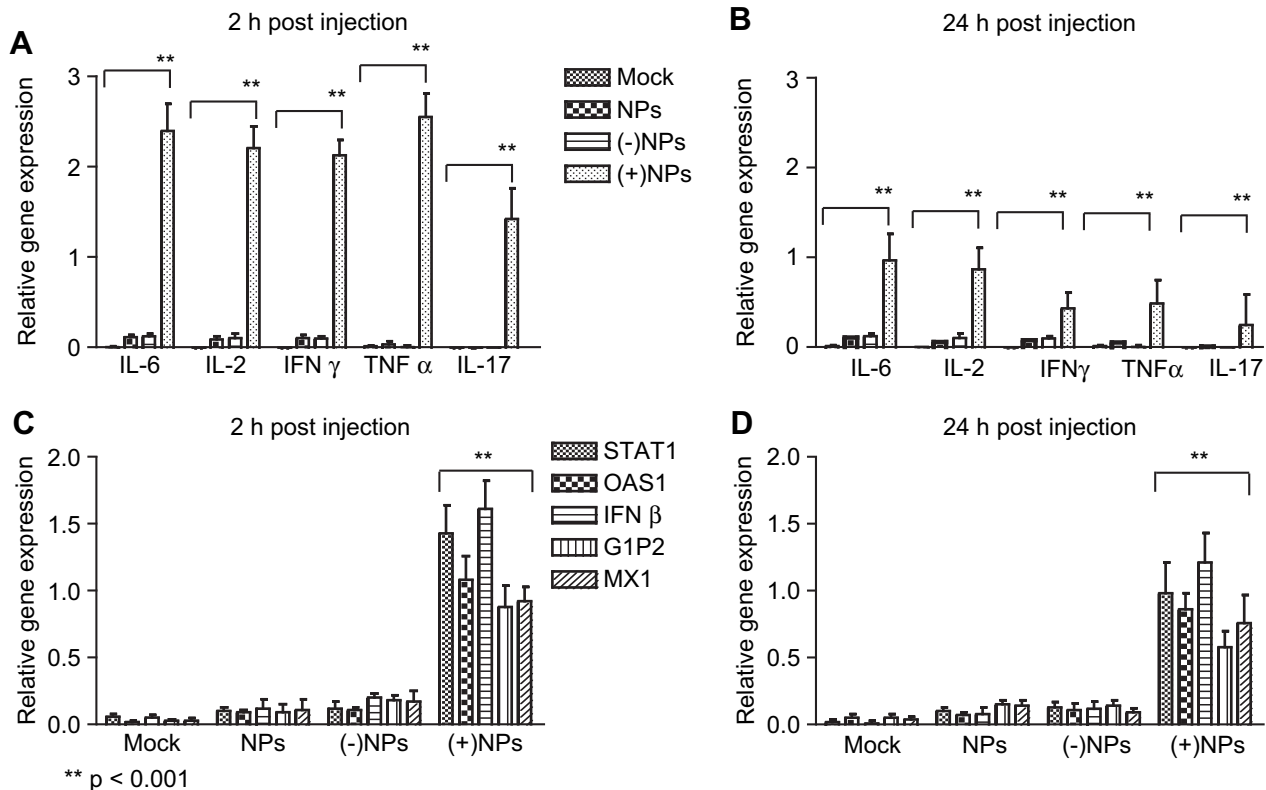 A
2 h post injection
Relative gene expression
3
2
1
0
**
**
**
**
**
IL-6
IL-2
IFN γ
TNF α
IL-17
Mock
NPs
(-)NPs
(+)NPs
B
24 h post injection
Relative gene expression
3
2
1
0
**
**
**
**
**
IL-6
IL-2
IFNγ
TNFα
IL-17
C
2 h post injection
Relative gene expression
2.0
1.5
1.0
0.5
0.0
**
Mock
NPs
(-)NPs
(+)NPs
STAT1
OAS1
IFN β
G1P2
MX1
D
24 h post injection
Relative gene expression
2.0
1.5
1.0
0.5
0.0
**
Mock
NPs
(-)NPs
(+)NPs
** p < 0.001